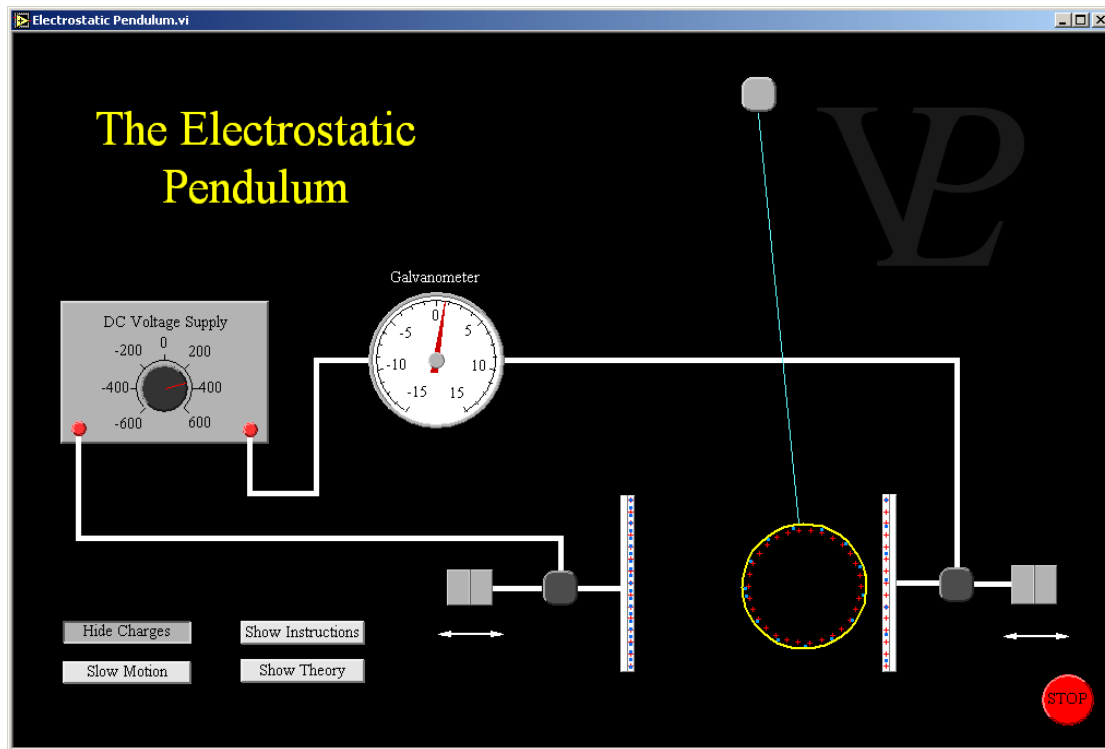 Electrostatic Pendulum.vi
The Electrostatic
Pendulum
VPL
Galvanometer
0
-5 5
-10 10
-15 15
DC Voltage Supply
0
-200 200
-400 400
-600 600
Hide Charges
Show Instructions
Slow Motion
Show Theory
STOP